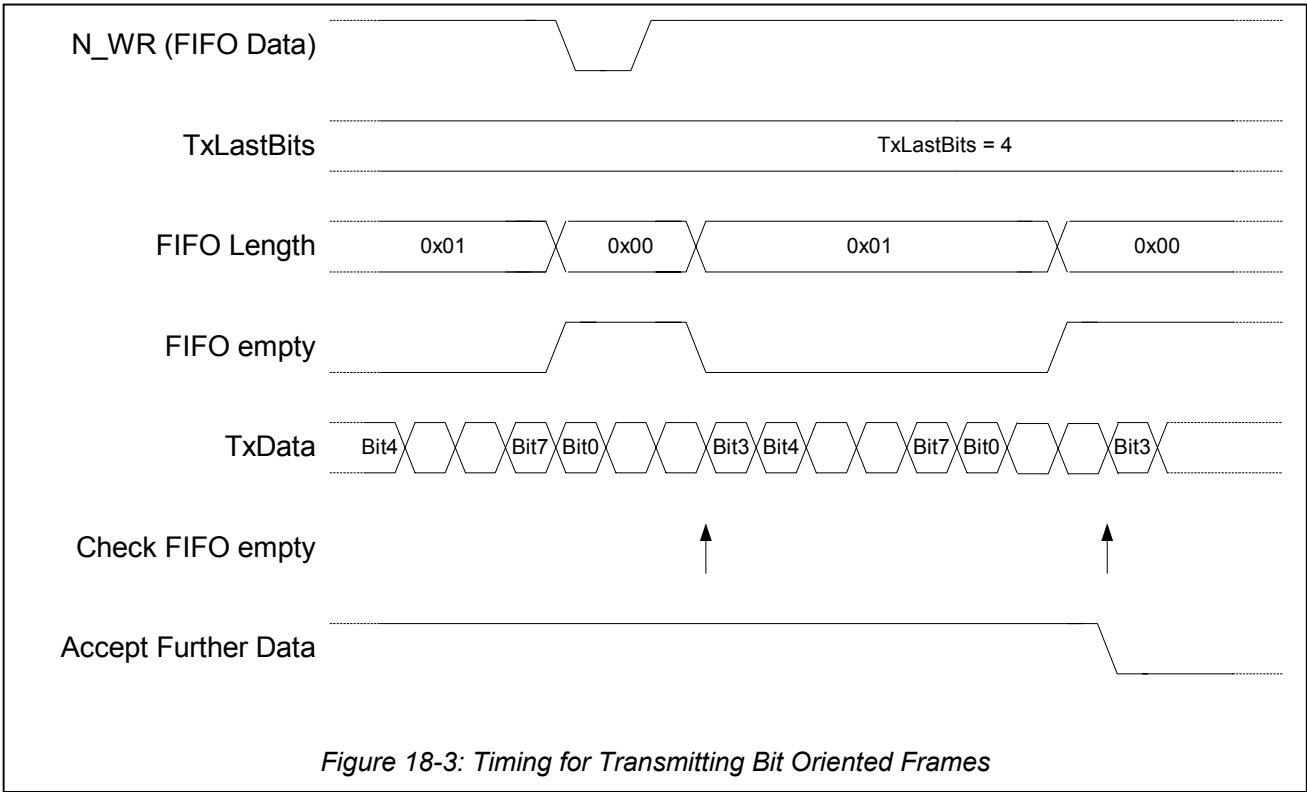 N_WR (FIFO Data)
TxLastBits
TxLastBits = 4
FIFO Length
0x01
0x00
0x01
0x00
FIFO empty
TxData
Bit4
Bit7
Bit0
Bit3
Bit4
Bit7
Bit0
Bit3
Check FIFO empty
Accept Further Data
Figure 18-3: Timing for Transmitting Bit Oriented Frames